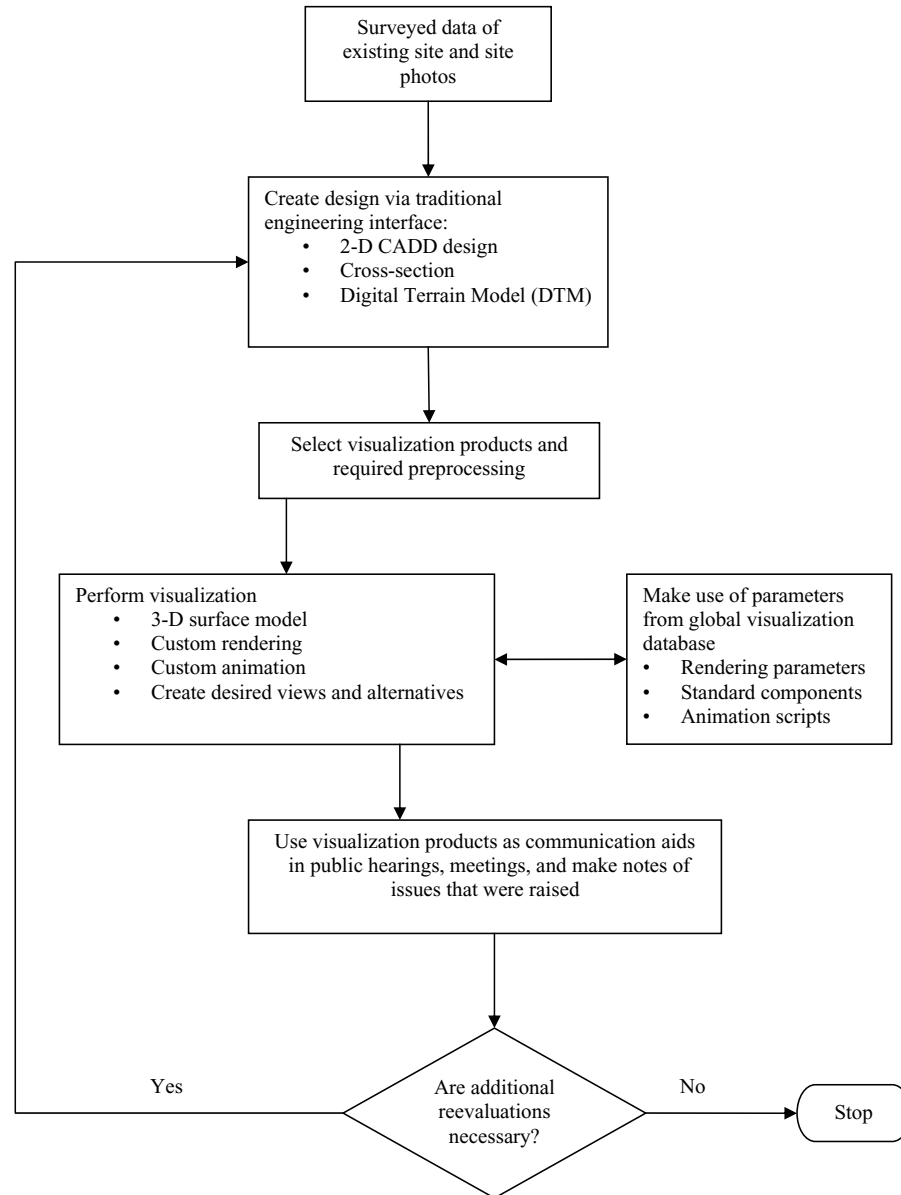 Surveyed data of
existing site and site
photos
Create design via traditional
engineering interface:
• 2-D CADD design
• Cross-section
• Digital Terrain Model (DTM)
Select visualization products and
required preprocessing
Perform visualization
• 3-D surface model
• Custom rendering
• Custom animation
• Create desired views and alternatives
Make use of parameters
from global visualization
database
• Rendering parameters
• Standard components
• Animation scripts
Use visualization products as communication aids
in public hearings, meetings, and make notes of
issues that were raised
Yes
Are additional
reevaluations
necessary?
No
Stop